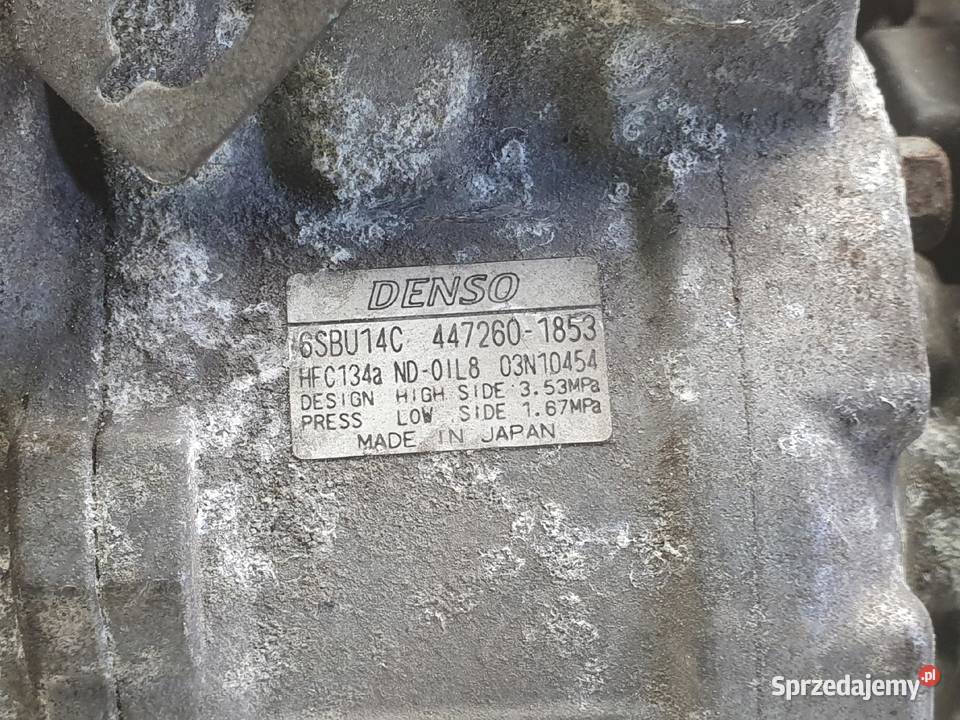 DENSO
6SBU14C 447260-1853
HFC134a ND-OIL8 03N10454
DESIGN HIGH SIDE 3.53MPa
PRESS LOW SIDE 1.67MPa
MADE IN JAPAN
Sprzedajemy.pl